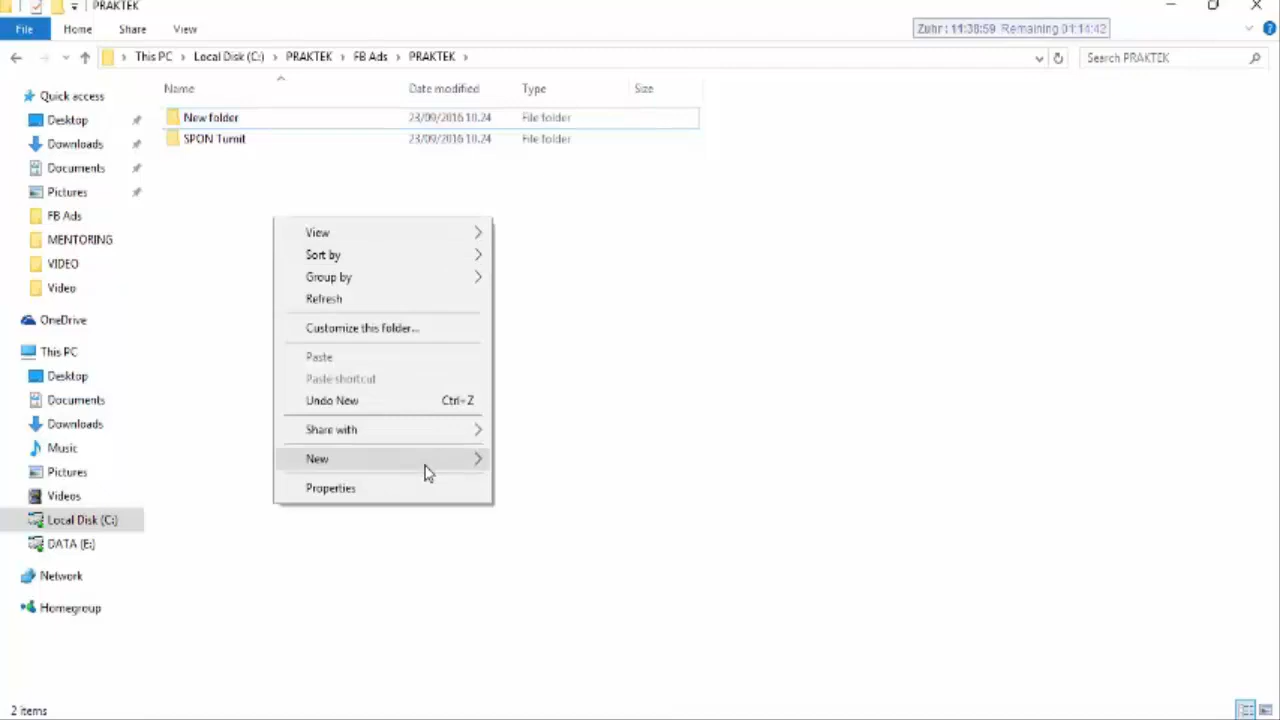 PRAKTEK
File Home Share View
Zuhr : 11:38:59 Remaining 01:14:42
This PC Local Disk (C:) PRAKTEK FB Ads PRAKTEK
Search PRAKTEK
Name Date modified Type Size
New folder 23/09/2016 10.24 File folder
SPON Turnit 23/09/2016 10.24 File folder
Quick access
Desktop
Downloads
Documents
Pictures
FB Ads
MENTORING
VIDEO
Video
OneDrive
This PC
Desktop
Documents
Downloads
Music
Pictures
Videos
Local Disk (C:)
DATA (E:)
Network
Homegroup
View
Sort by
Group by
Refresh
Customize this folder...
Paste
Paste shortcut
Undo New Ctrl+Z
Share with
New
Properties
2 items